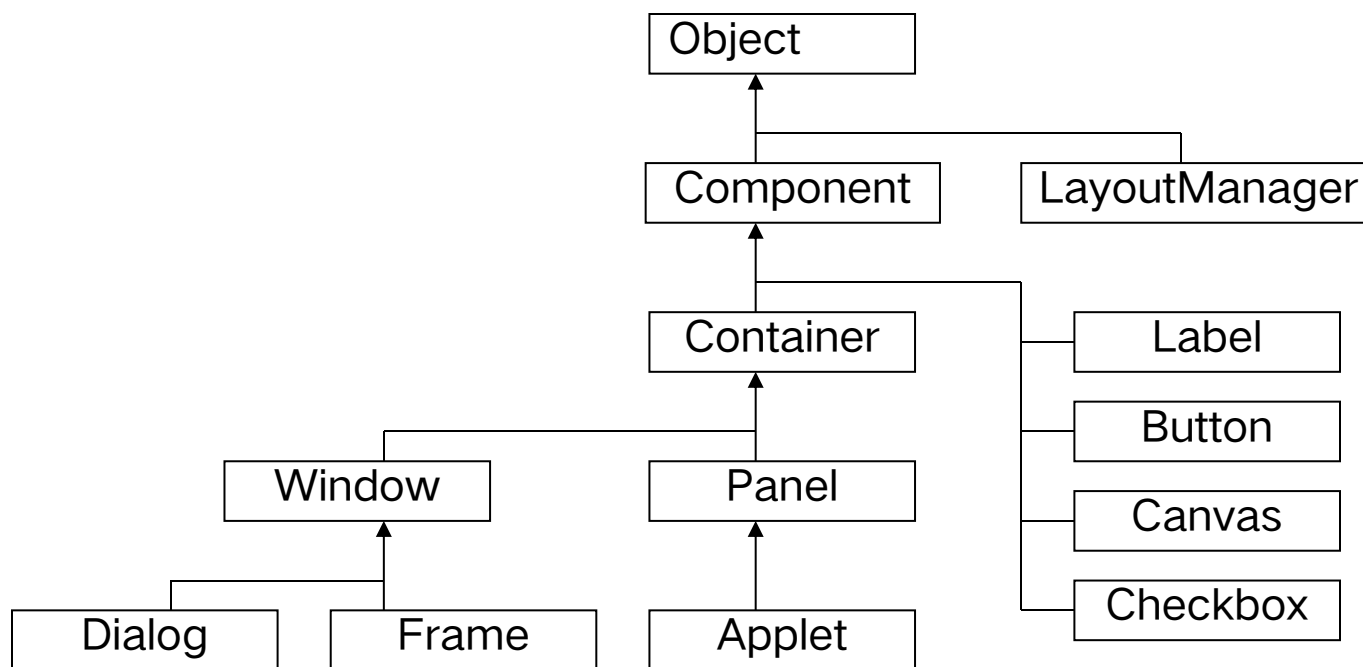 Object
Component
LayoutManager
Container
Label
Button
Window
Panel
Canvas
Checkbox
Dialog
Frame
Applet